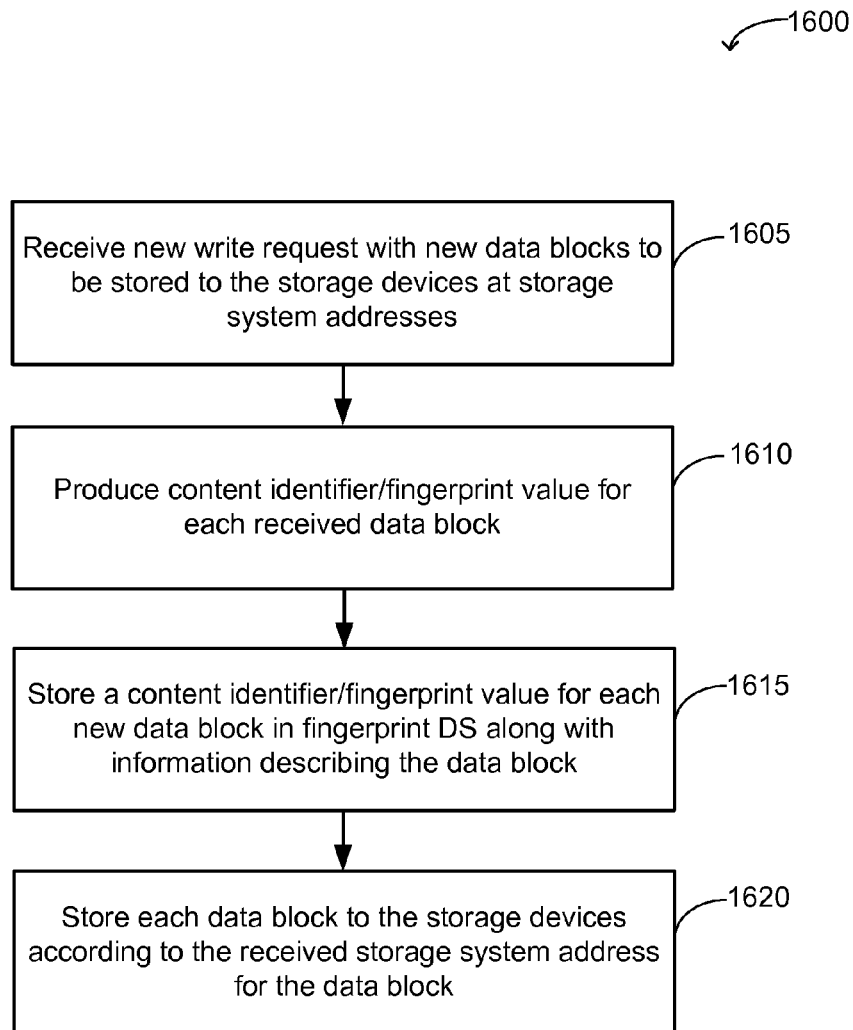 1600
Receive new write request with new data blocks to
be stored to the storage devices at storage
system addresses
1605
Produce content identifier/fingerprint value for
each received data block
1610
Store a content identifier/fingerprint value for each
new data block in fingerprint DS along with
information describing the data block
1615
Store each data block to the storage devices
according to the received storage system address
for the data block
1620